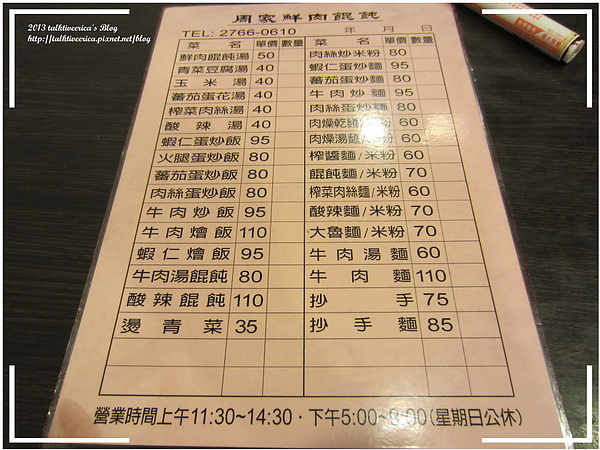 2013 talktiveerica's Blog
http://talktiveerica.pixnet.net/blog
周家鮮肉餛飩
TEL: 2766-0610 年 月 日
菜名 單價 數量 菜名 單價 數量
鮮肉餛飩湯 50 肉絲炒米粉 80
青菜豆腐湯 40 蝦仁蛋炒麵 95
玉米湯 40 蕃茄蛋炒麵 80
蕃茄蛋花湯 40 牛肉炒麵 95
榨菜肉絲湯 40 肉絲蛋炒麵 80
酸辣湯 40 肉燥乾麵/米粉 60
蝦仁蛋炒飯 95 肉燥湯麵/米粉 60
火腿蛋炒飯 80 榨醬麵/米粉 60
蕃茄蛋炒飯 80 餛飩麵/米粉 70
肉絲蛋炒飯 80 榨菜肉絲麵/米粉 60
牛肉炒飯 95 酸辣麵/米粉 70
牛肉燴飯 110 大魯麵/米粉 70
蝦仁燴飯 95 牛肉湯麵 60
牛肉湯餛飩 80 牛肉麵 110
酸辣餛飩 110 抄手 75
燙青菜 35 抄手麵 85
營業時間上午11:30~14:30·下午5:00~8:00(星期日公休)